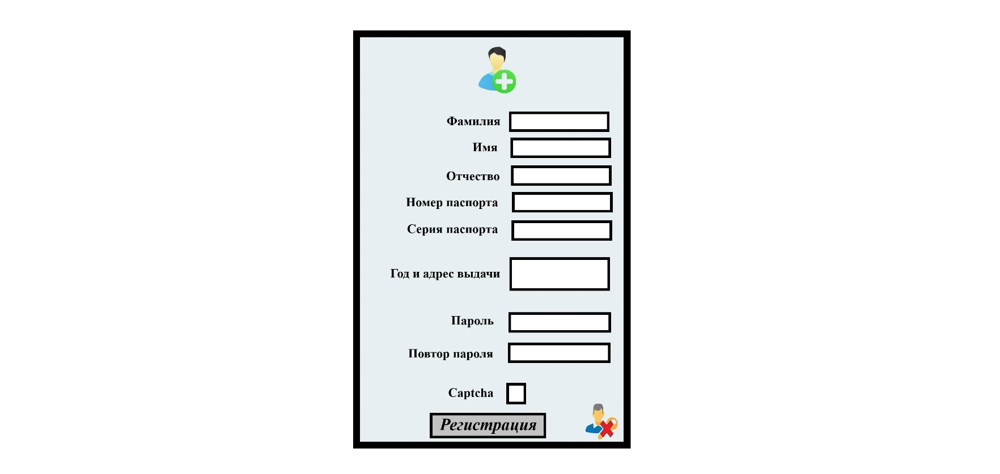 Фамилия
Имя
Отчество
Номер паспорта
Серия паспорта
Год и адрес выдачи
Пароль
Повтор пароля
Captcha
Регистрация